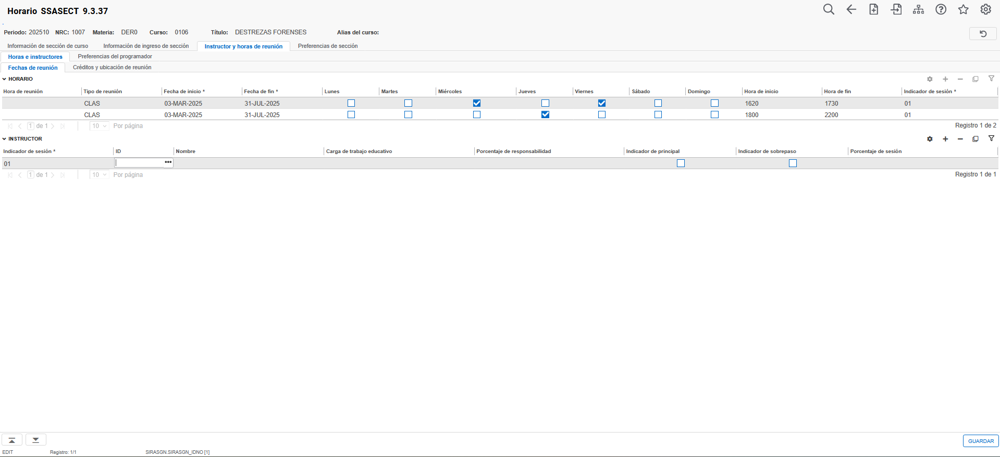 Horario SSASECT 9.3.37
Periodo: 202510 NRC: 1007 Materia: DER0 Curso: 0106 Título: DESTREZAS FORENSES Alias del curso:
Información de sección de curso Información de ingreso de sección Instructor y horas de reunión Preferencias de sección
Horas e instructores Preferencias del programador
Fechas de reunión Créditos y ubicación de reunión
HORARIO
Hora de reunión Tipo de reunión Fecha de inicio * Fecha de fin * Lunes Martes Miércoles Jueves Viernes Sábado Domingo Hora de inicio Hora de fin Indicador de sesión *
CLAS 03-MAR-2025 31-JUL-2025 1620 1730 01
CLAS 03-MAR-2025 31-JUL-2025 1800 2200 01
1 de 1 10 Por página Registro 1 de 2
INSTRUCTOR
Indicador de sesión * ID Nombre Carga de trabajo educativo Porcentaje de responsabilidad Indicador de principal Indicador de sobrepaso Porcentaje de sesión
01
1 de 1 10 Por página Registro 1 de 1
GUARDAR
EDIT Registro: 1/1 SIRASGN.SIRASGN_IDNO [1]